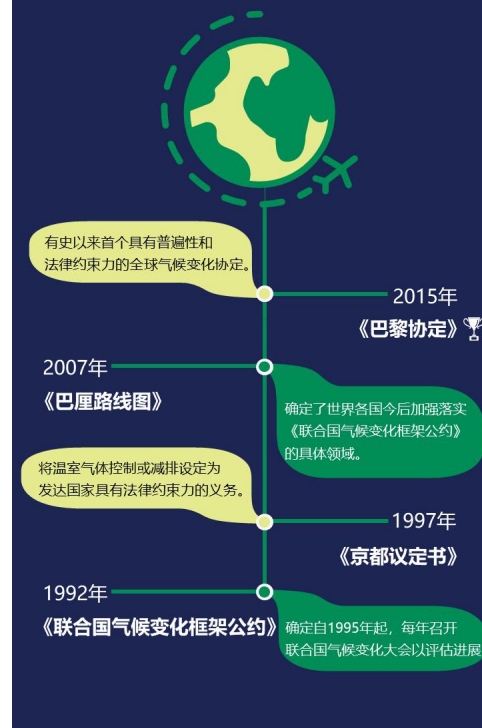 有史以来首个具有普遍性和
法律约束力的全球气候变化协定。
2015年
《巴黎协定》
2007年
《巴厘路线图》
确定了世界各国今后加强落实
《联合国气候变化框架公约》
的具体领域。
将温室气体控制或减排设定为
发达国家具有法律约束力的义务。
1997年
《京都议定书》
1992年
《联合国气候变化框架公约》
确定自1995年起，每年召开
联合国气候变化大会以评估进展